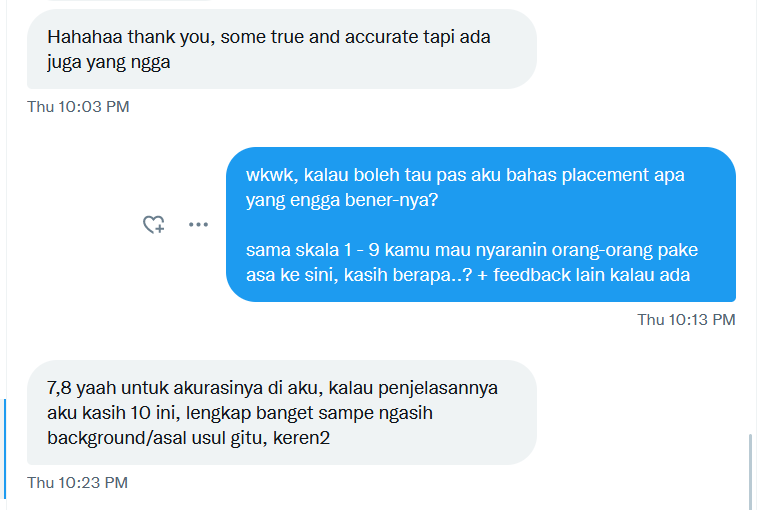 Hahahaa thank you, some true and accurate tapi ada
juga yang ngga
Thu 10:03 PM
wkwk, kalau boleh tau pas aku bahas placement apa
yang engga bener-nya?
sama skala 1 - 9 kamu mau nyaranin orang-orang pake
asa ke sini, kasih berapa..? + feedback lain kalau ada
Thu 10:13 PM
7,8 yaah untuk akurasinya di aku, kalau penjelasannya
aku kasih 10 ini, lengkap banget sampe ngasih
background/asal usul gitu, keren2
Thu 10:23 PM